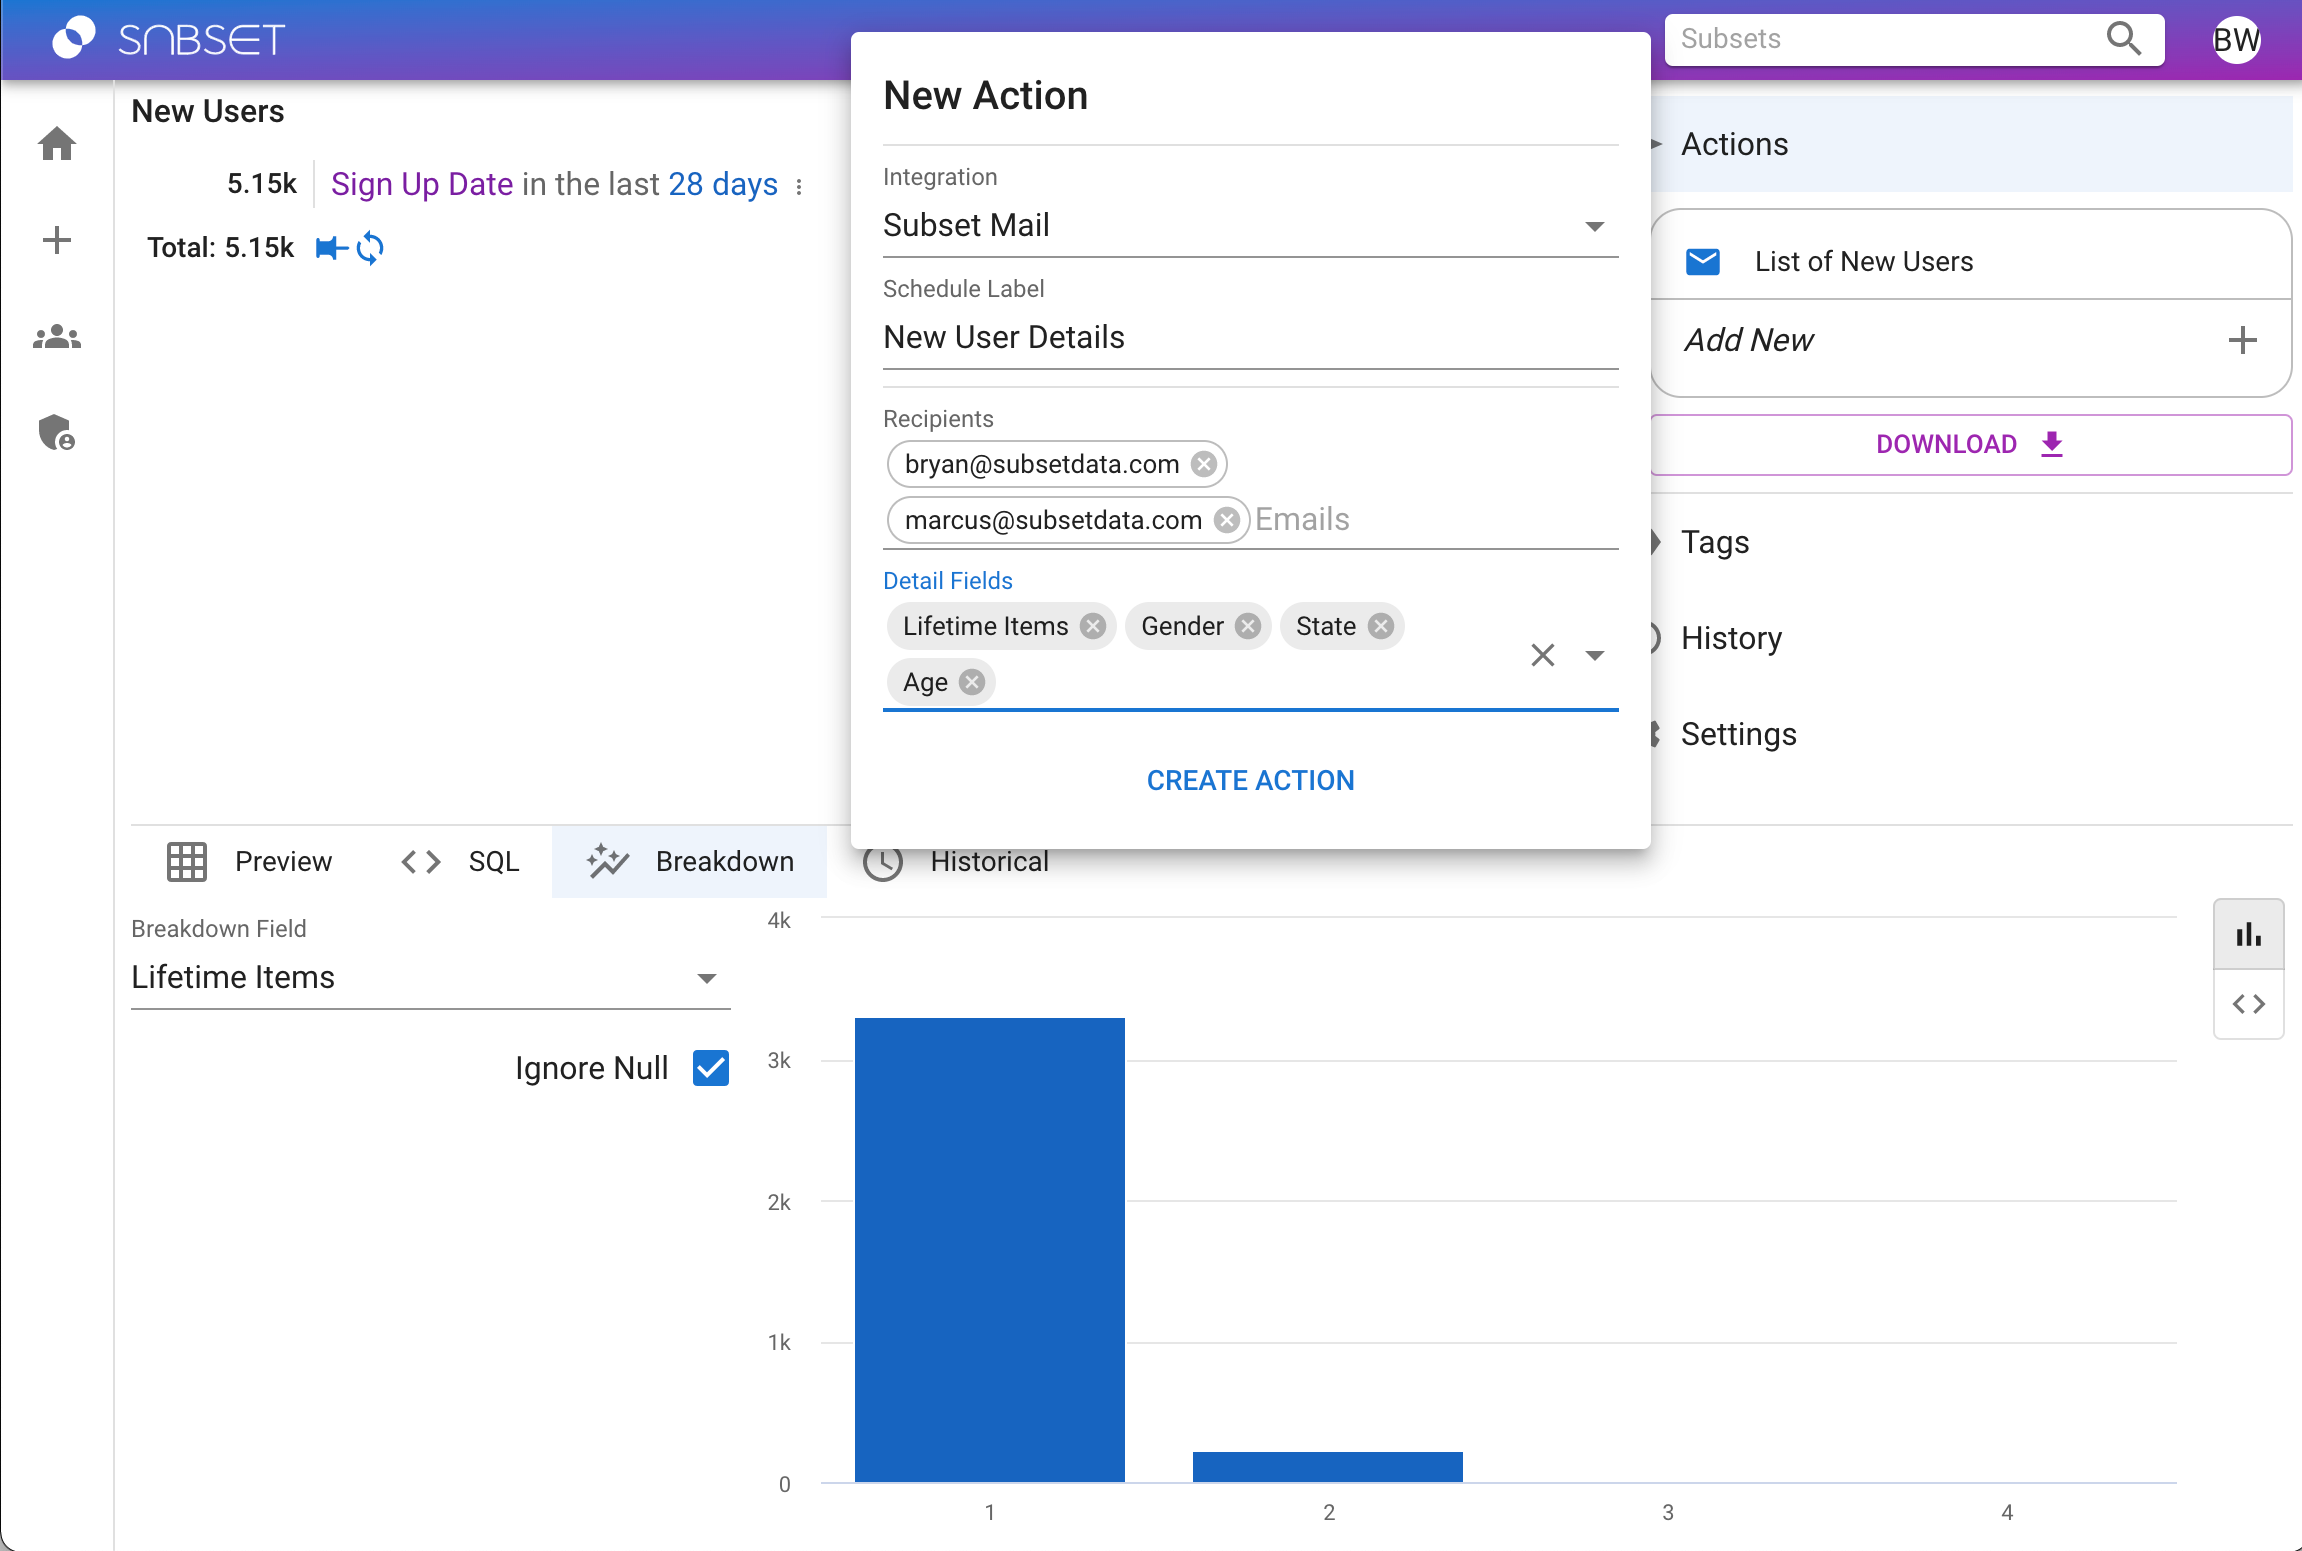 SUBSET
Subsets
BW
New Users
5.15k Sign Up Date in the last 28 days
Total: 5.15k
New Action
Integration
Subset Mail
Schedule Label
New User Details
Recipients
bryan@subsetdata.com
marcus@subsetdata.com Emails
Detail Fields
Lifetime Items Gender State
Age
CREATE ACTION
Actions
List of New Users
Add New
DOWNLOAD
Tags
History
Settings
Preview SQL Breakdown Historical
Breakdown Field
Lifetime Items
Ignore Null
4k
3k
2k
1k
0
1 2 3 4